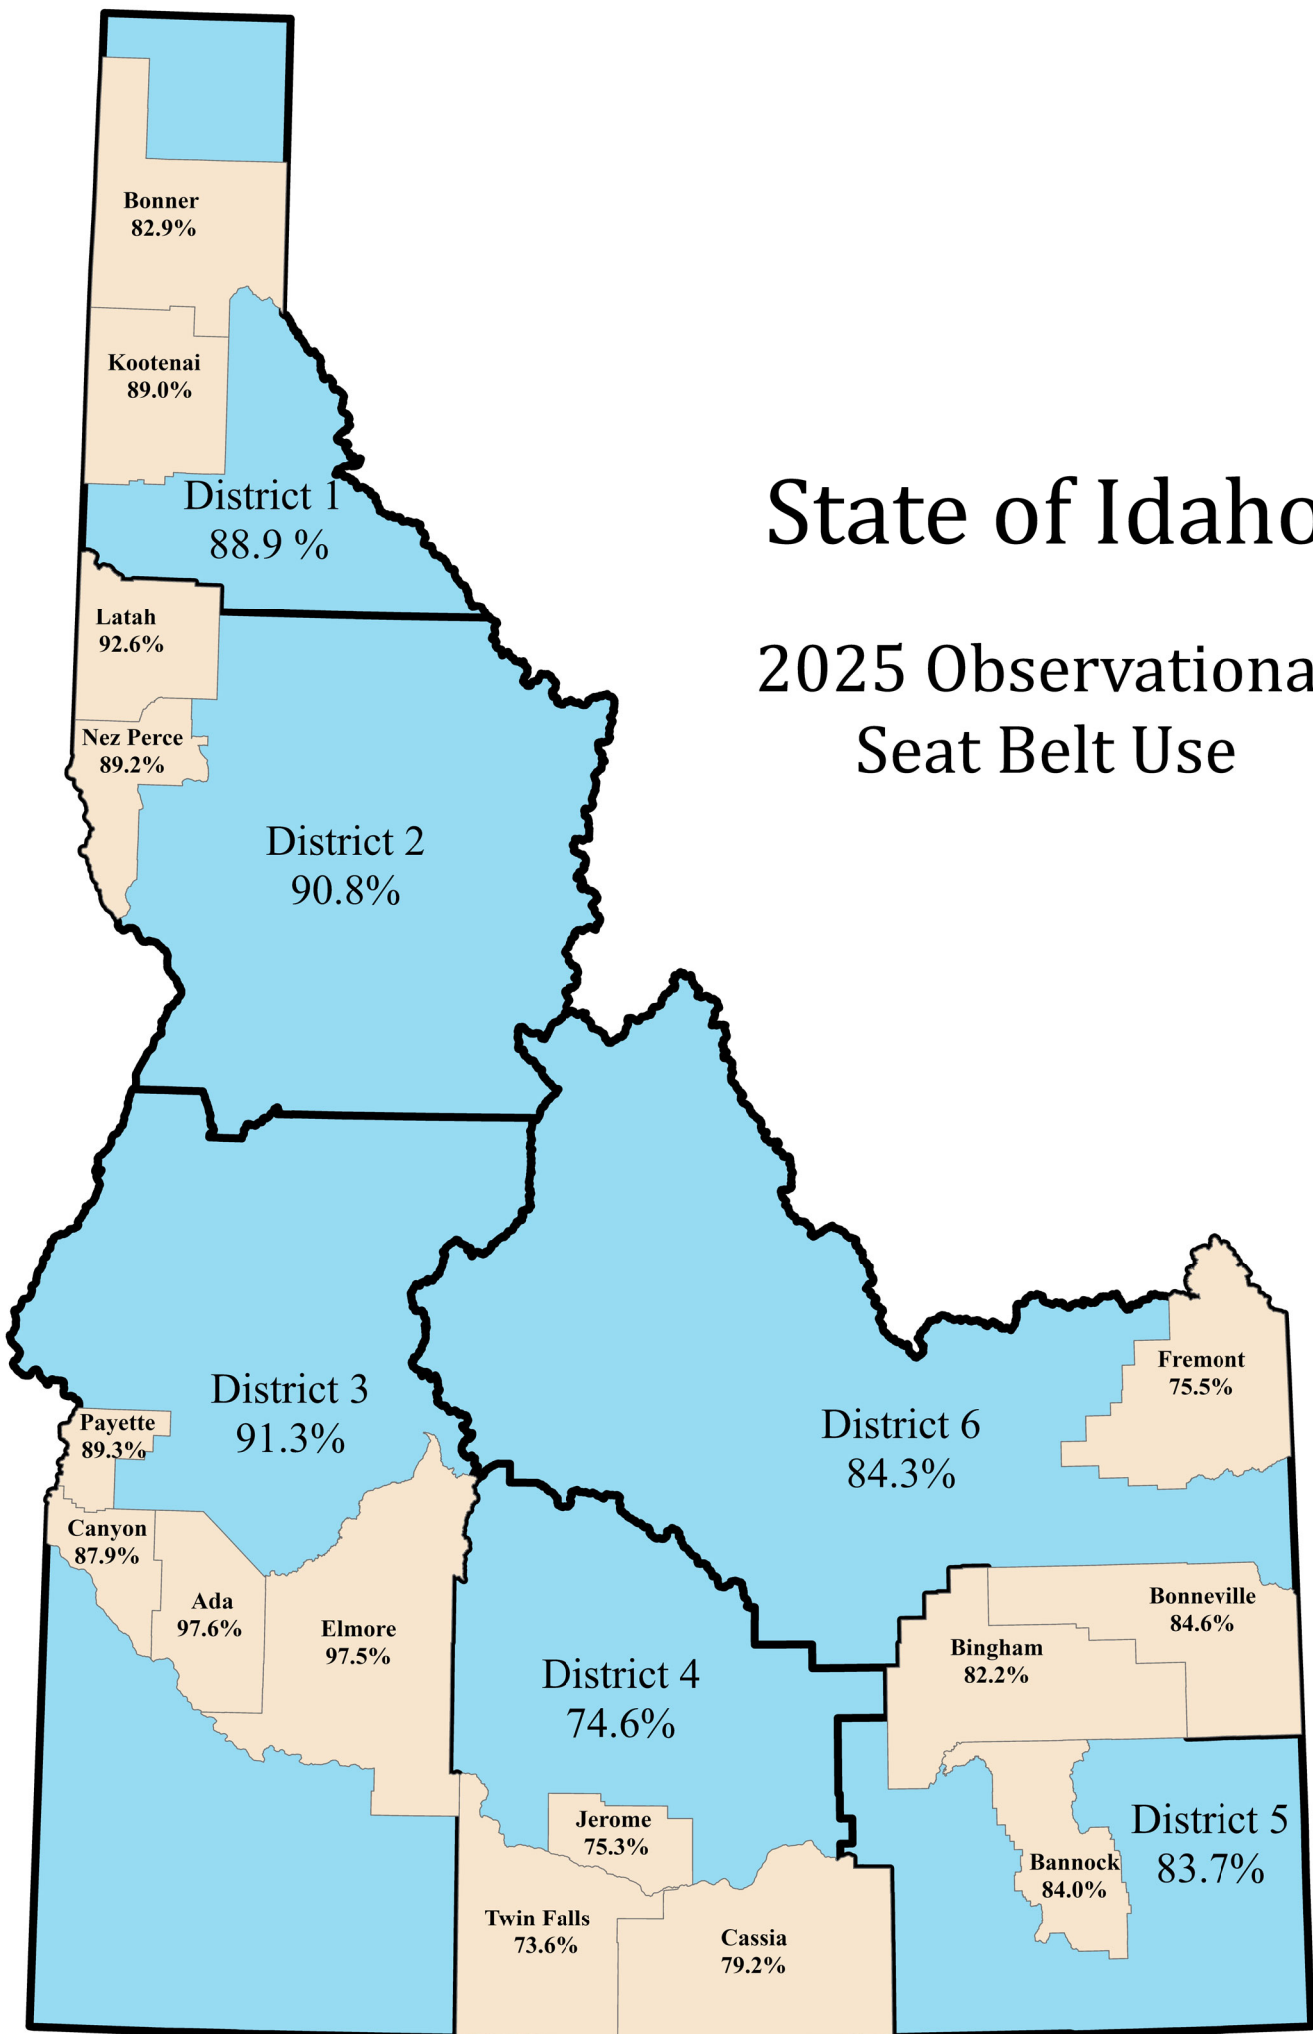 Bonner
82.9%
Kootenai
89.0%
District 1
88.9 %
State of Idaho
Latah
92.6%
2025 Observationa
Seat Belt Use
Nez Perce
89.2%
District 2
90.8%
Fremont
75.5%
District 3
91.3%
Payette
89.3%
District 6
84.3%
Canyon
87.9%
Ada
97.6%
Elmore
97.5%
Bonneville
84.6%
Bingham
82.2%
District 4
74.6%
Jerome
75.3%
District 5
83.7%
Bannock
84.0%
Twin Falls
73.6%
Cassia
79.2%